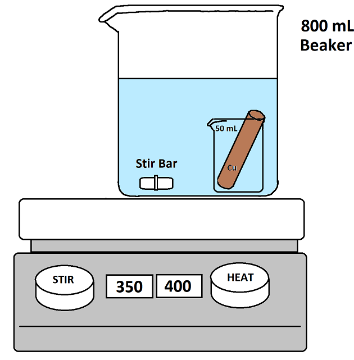 800 mL
Beaker
50 mL
Stir Bar
Cu
STIR
350
400
HEAT